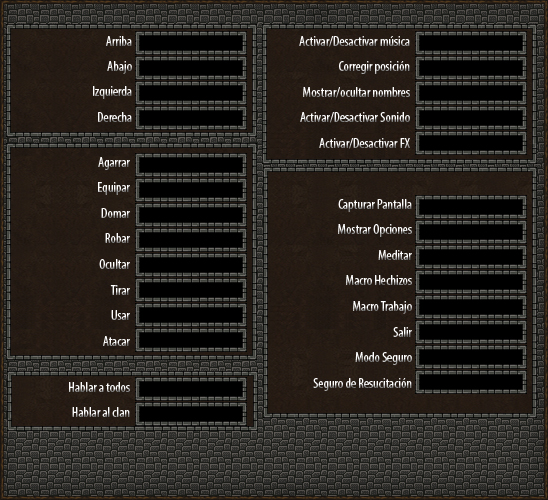 Arriba
Abajo
Izquierda
Derecha
Agarrar
Equipar
Domar
Robar
Ocultar
Tirar
Usar
Atacar
Hablar a todos
Hablar al clan
Activar/Desactivar música
Corregir posición
Mostrar/ocultar nombres
Activar/Desactivar Sonido
Activar/Desactivar FX
Capturar Pantalla
Mostrar Opciones
Meditar
Macro Hechizos
Macro Trabajo
Salir
Modo Seguro
Seguro de Resucitación